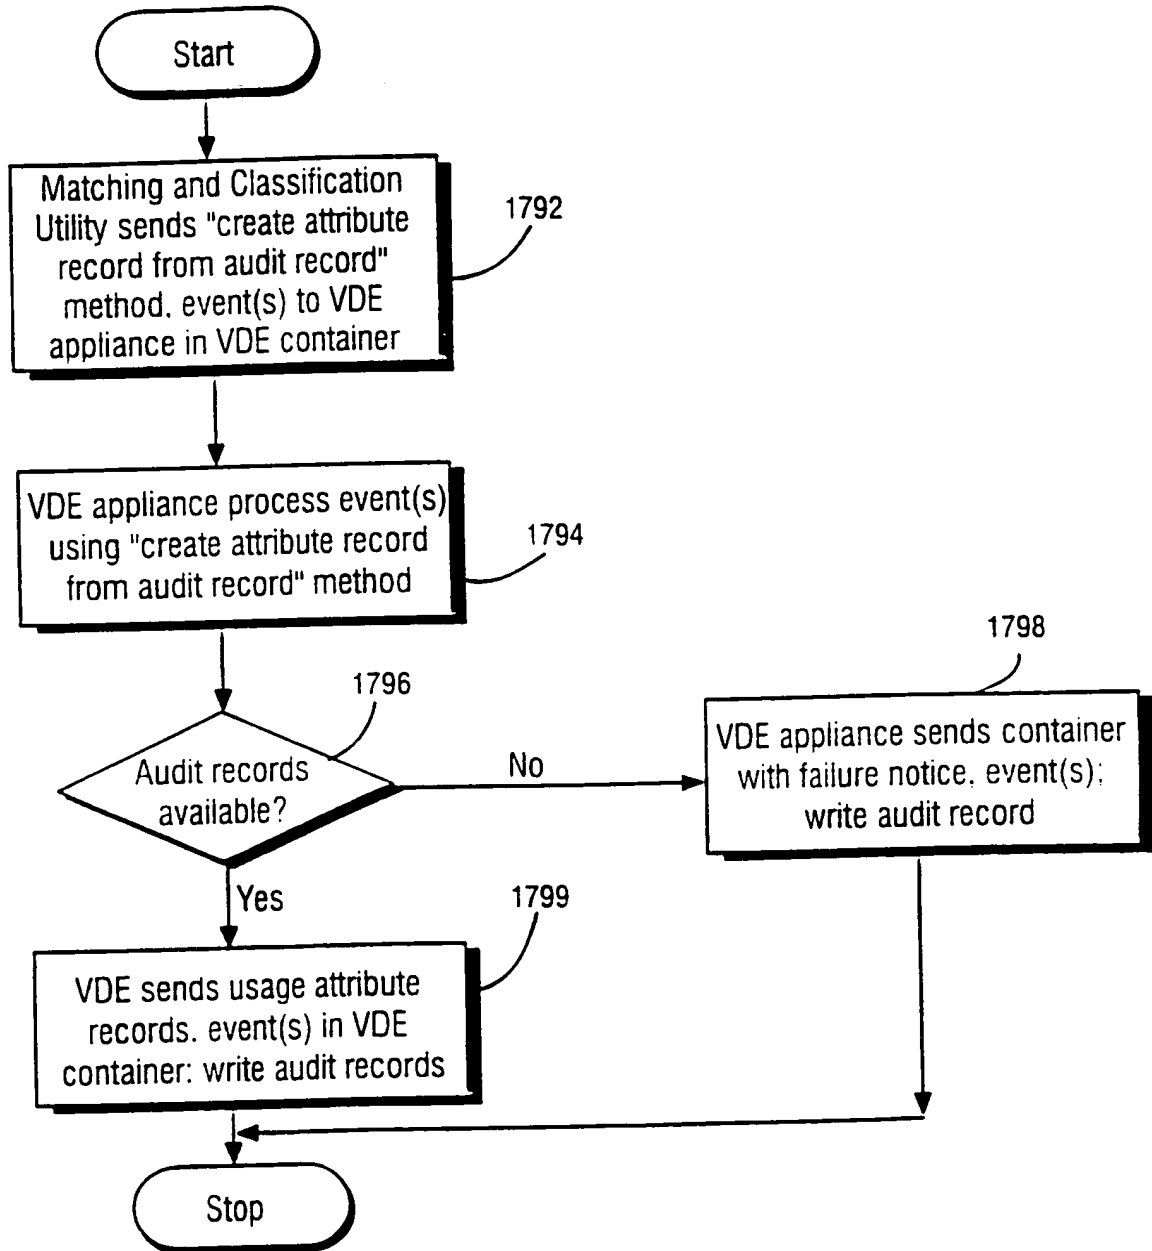 Start
Matching and Classification
Utility sends "create attribute
record from audit record"
method. event(s) to VDE
appliance in VDE container
1792
VDE appliance process event(s)
using "create attribute record
from audit record" method
1794
1796
Audit records
available?
No
1798
VDE appliance sends container
with failure notice. event(s);
write audit record
Yes
1799
VDE sends usage attribute
records. event(s) in VDE
container: write audit records
Stop